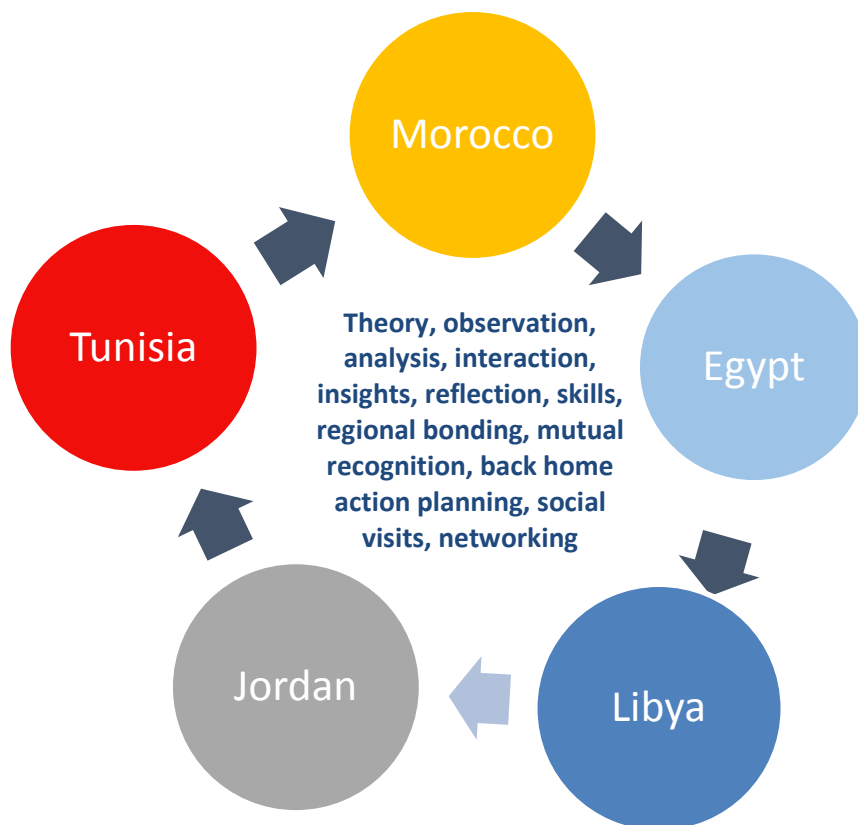 Morocco
Tunisia
Egypt
Theory, observation,
analysis, interaction,
insights, reflection, skills,
regional bonding, mutual
recognition, back home
action planning, social
visits, networking
Jordan
Libya